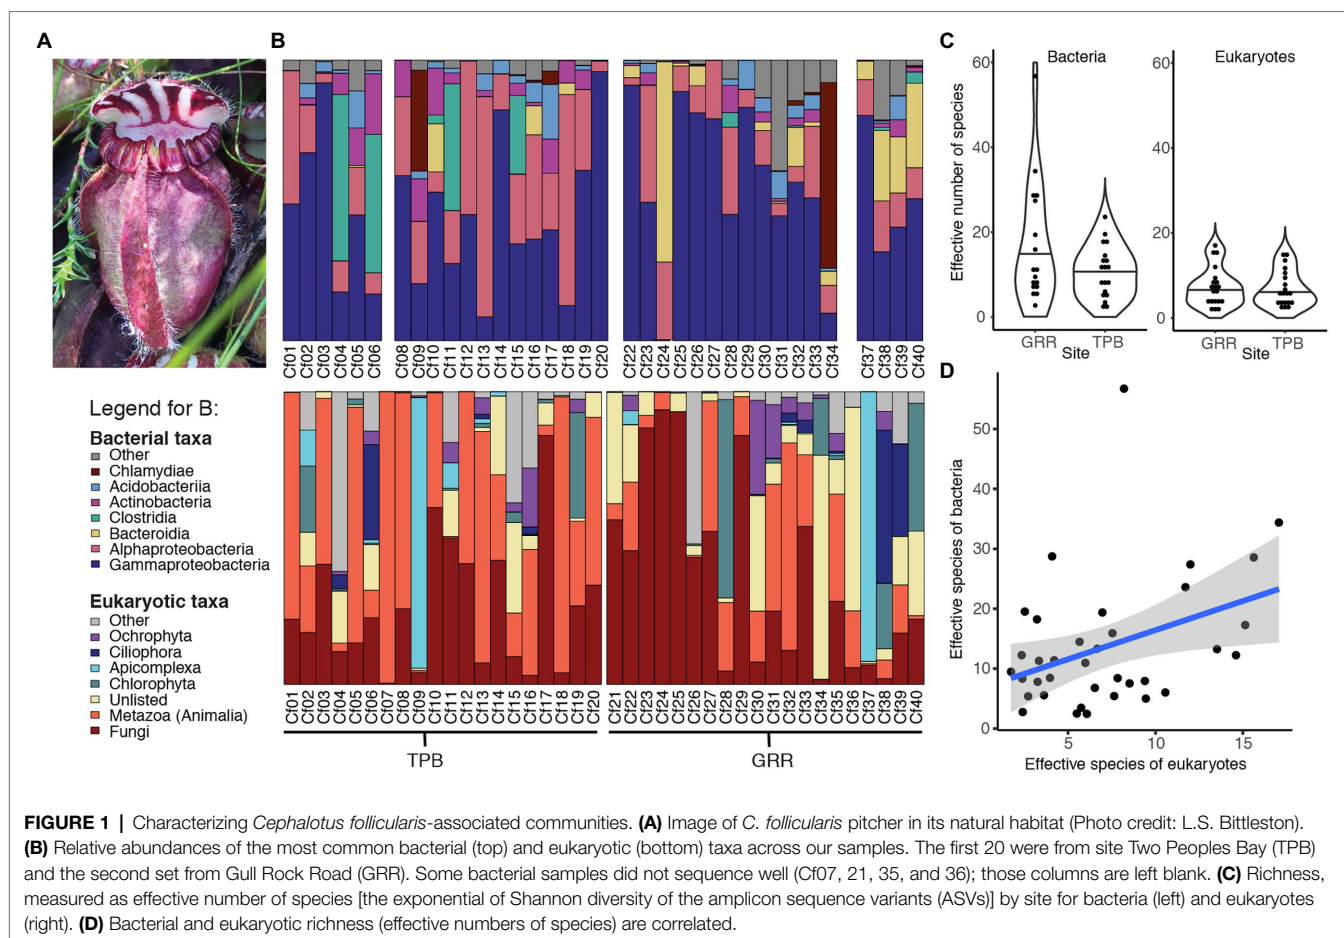 A
B
C
D
Cf01 Cf02 Cf03 Cf04 Cf05 Cf06 Cf08 Cf09 Cf10 Cf11 Cf12 Cf13 Cf14 Cf15 Cf16 Cf17 Cf18 Cf19 Cf20 Cf22 Cf23 Cf24 Cf25 Cf26 Cf27 Cf28 Cf29 Cf30 Cf31 Cf32 Cf33 Cf34 Cf37 Cf38 Cf39 Cf40
Legend for B:
Bacterial taxa
Other
Chlamydiae
Acidobacteriia
Actinobacteria
Clostridia
Bacteroidia
Alphaproteobacteria
Gammaproteobacteria
Eukaryotic taxa
Other
Ochrophyta
Ciliophora
Apicomplexa
Chlorophyta
Unlisted
Metazoa (Animalia)
Fungi
Cf01 Cf02 Cf03 Cf04 Cf05 Cf06 Cf07 Cf08 Cf09 Cf10 Cf11 Cf12 Cf13 Cf14 Cf15 Cf16 Cf17 Cf18 Cf19 Cf20 Cf21 Cf22 Cf23 Cf24 Cf25 Cf26 Cf27 Cf28 Cf29 Cf30 Cf31 Cf32 Cf33 Cf34 Cf35 Cf36 Cf37 Cf38 Cf39 Cf40
TPB
GRR
Effective number of species
Bacteria
Eukaryotes
60
40
20
0
60
40
20
0
GRR TPB
Site
GRR TPB
Site
Effective species of bacteria
50
40
30
20
10
0
5 10 15
Effective species of eukaryotes
FIGURE 1 | Characterizing Cephalotus follicularis-associated communities. (A) Image of C. follicularis pitcher in its natural habitat (Photo credit: L.S. Bittleston).
(B) Relative abundances of the most common bacterial (top) and eukaryotic (bottom) taxa across our samples. The first 20 were from site Two Peoples Bay (TPB)
and the second set from Gull Rock Road (GRR). Some bacterial samples did not sequence well (Cf07, 21, 35, and 36); those columns are left blank. (C) Richness,
measured as effective number of species [the exponential of Shannon diversity of the amplicon sequence variants (ASVs)] by site for bacteria (left) and eukaryotes
(right). (D) Bacterial and eukaryotic richness (effective numbers of species) are correlated.